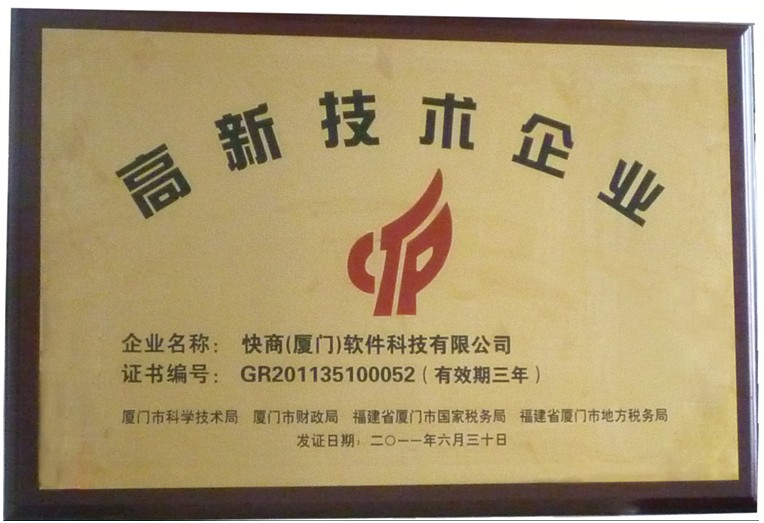 高新技术企业
企业名称：快商(厦门)软件科技有限公司
证书编号：GR201135100052（有效期三年）
厦门市科学技术局 厦门市财政局 福建省厦门市国家税务局 福建省厦门市地方税务局
发证日期：二〇一一年六月三十日